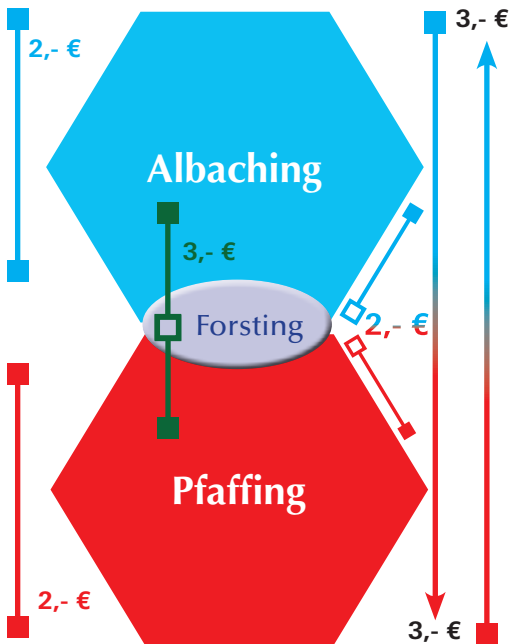 3,- €
2,- €
Albaching
3,- €
Forsting
2,- €
Pfaffing
2,- €
3,- €